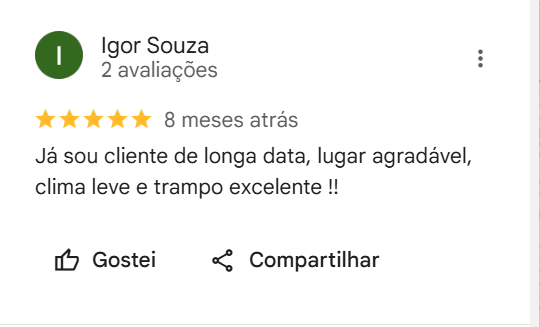 I
Igor Souza
2 avaliações
8 meses atrás
Já sou cliente de longa data, lugar agradável,
clima leve e trampo excelente !!
Gostei
Compartilhar